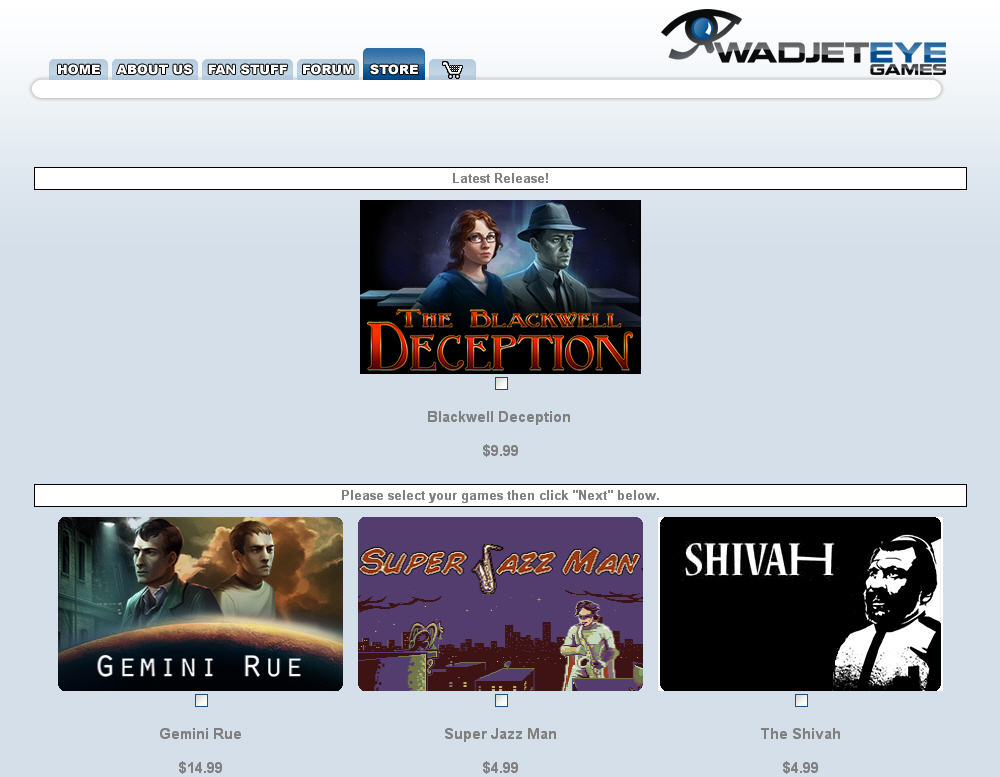 WADJETEYE
GAMES
HOME ABOUT US FAN STUFF FORUM STORE
Latest Release!
THE BLACKWELL
DECEPTION
Blackwell Deception
$9.99
Please select your games then click "Next" below.
GEMINI RUE
SUPER JAZZ MAN
SHIVAH
Gemini Rue
Super Jazz Man
The Shivah
$14.99
$4.99
$4.99